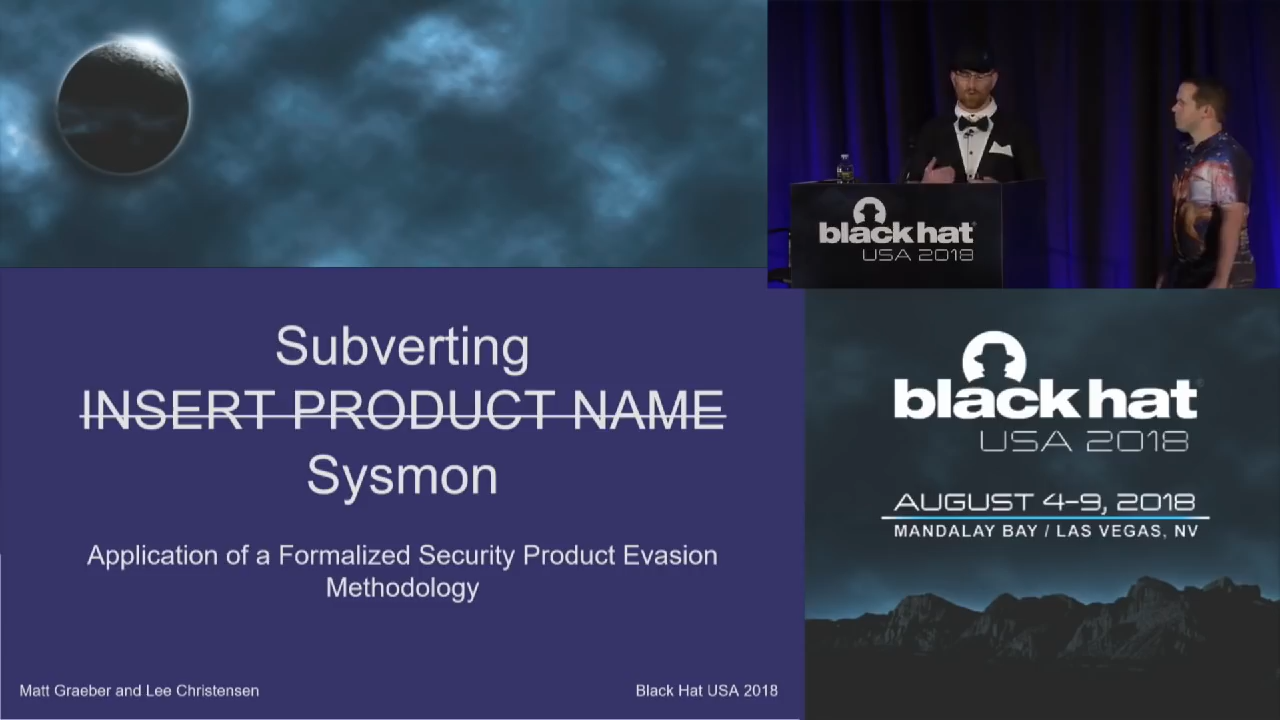 black hat
USA 2018
Subverting
INSERT PRODUCT NAME
Sysmon
Application of a Formalized Security Product Evasion
Methodology
Matt Graeber and Lee Christensen
Black Hat USA 2018
black hat
USA 2018
AUGUST 4-9, 2018
MANDALAY BAY / LAS VEGAS, NV